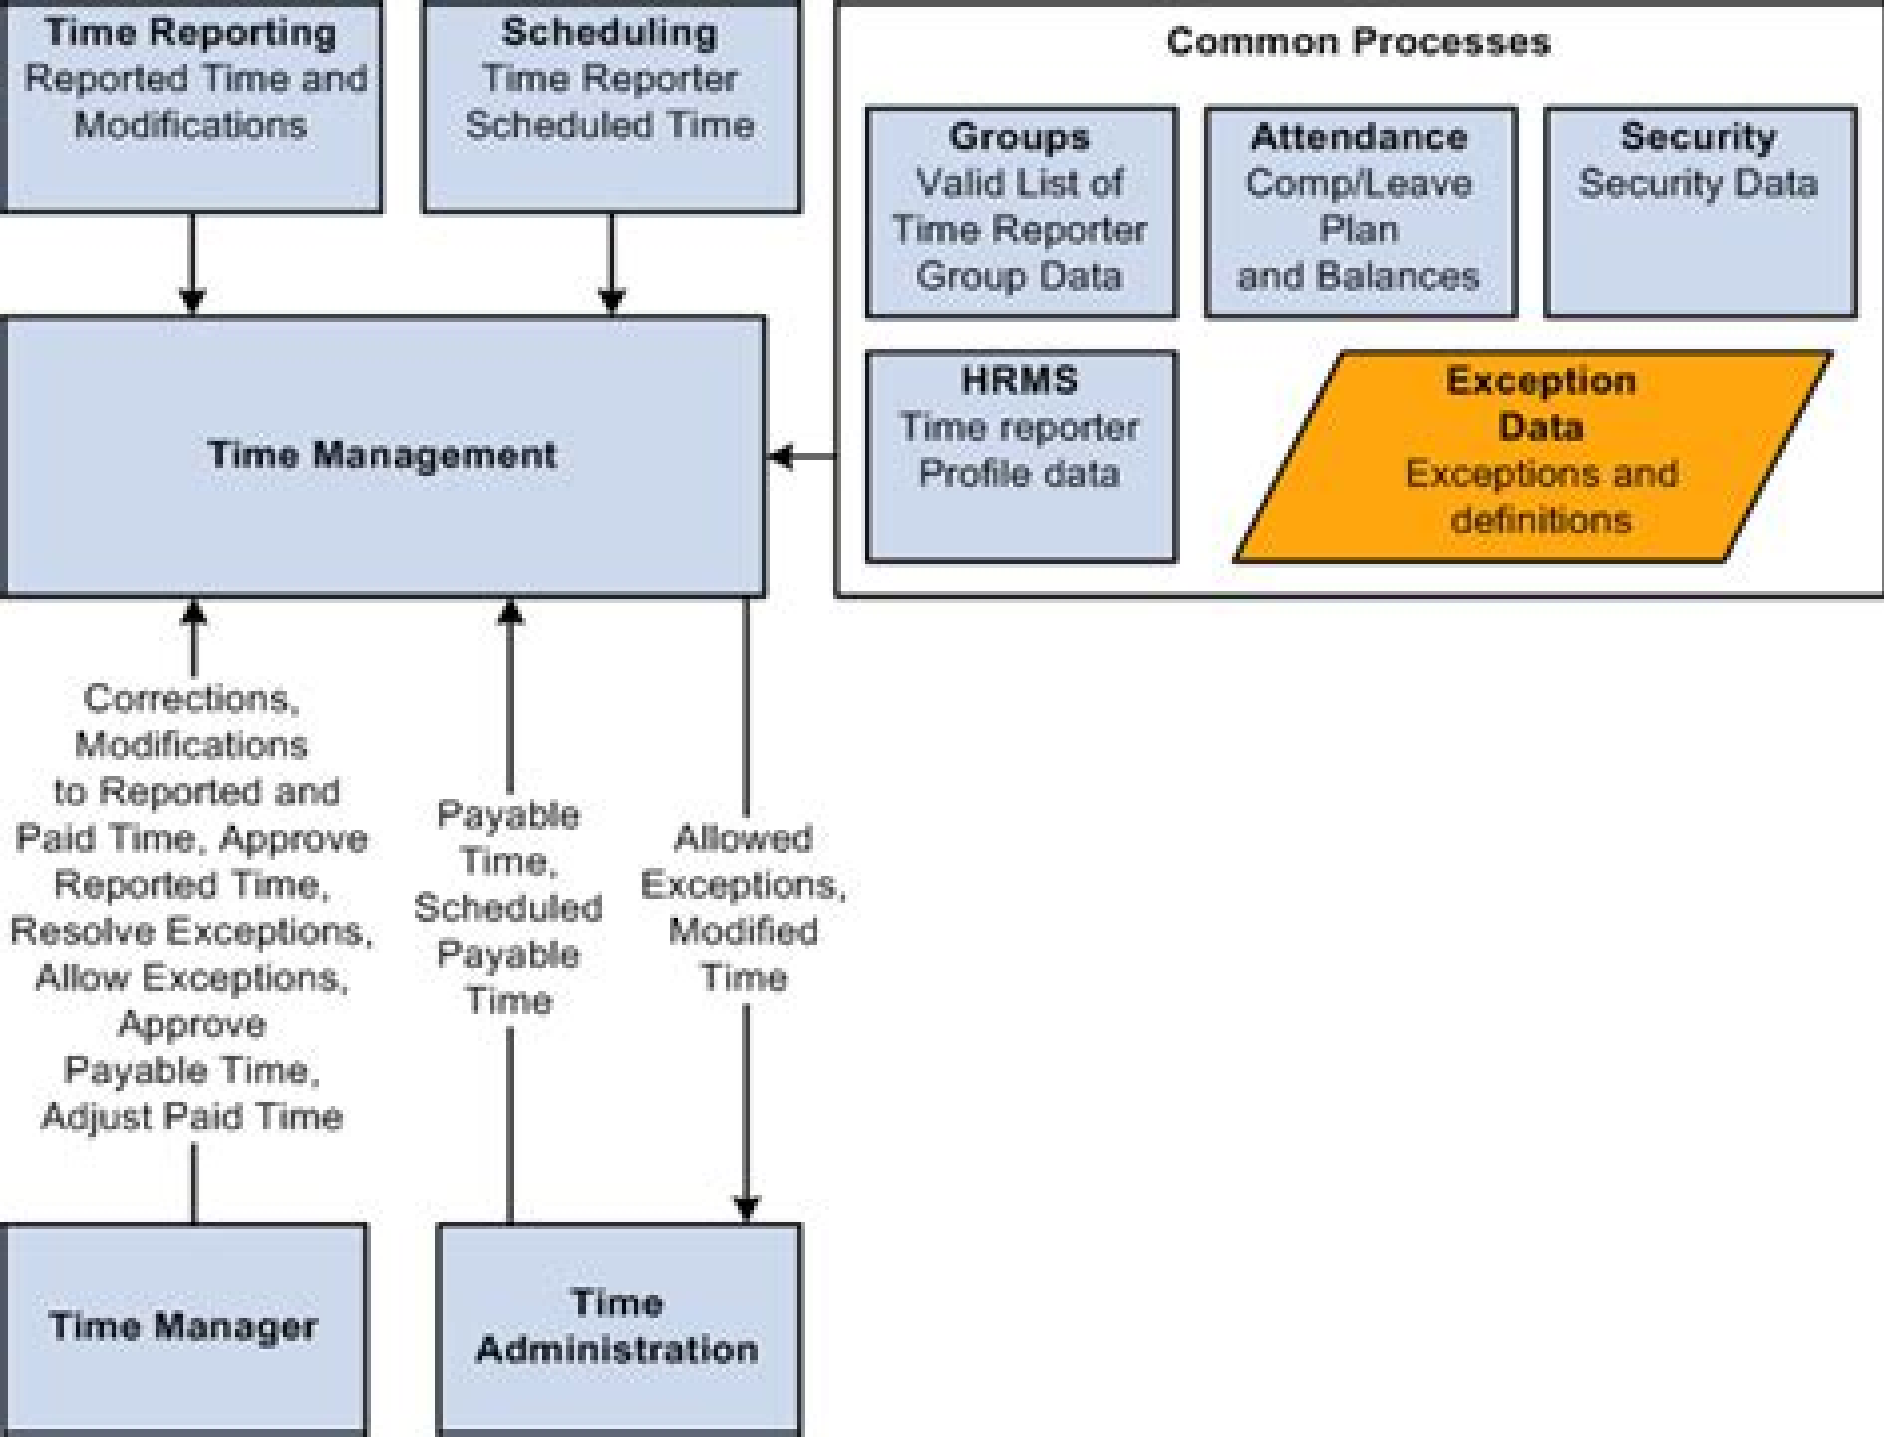 Time Reporting
Reported Time and
Modifications
Scheduling
Time Reporter
Scheduled Time
Common Processes
Groups
Valid List of
Time Reporter
Group Data
Attendance
Comp/Leave
Plan
and Balances
Security
Security Data
HRMS
Time reporter
Profile data
Exception
Data
Exceptions and
definitions
Time Management
Corrections,
Modifications
to Reported and
Paid Time, Approve
Reported Time,
Resolve Exceptions,
Allow Exceptions,
Approve
Payable Time,
Adjust Paid Time
Payable
Time,
Scheduled
Payable
Time
Allowed
Exceptions,
Modified
Time
Time Manager
Time
Administration